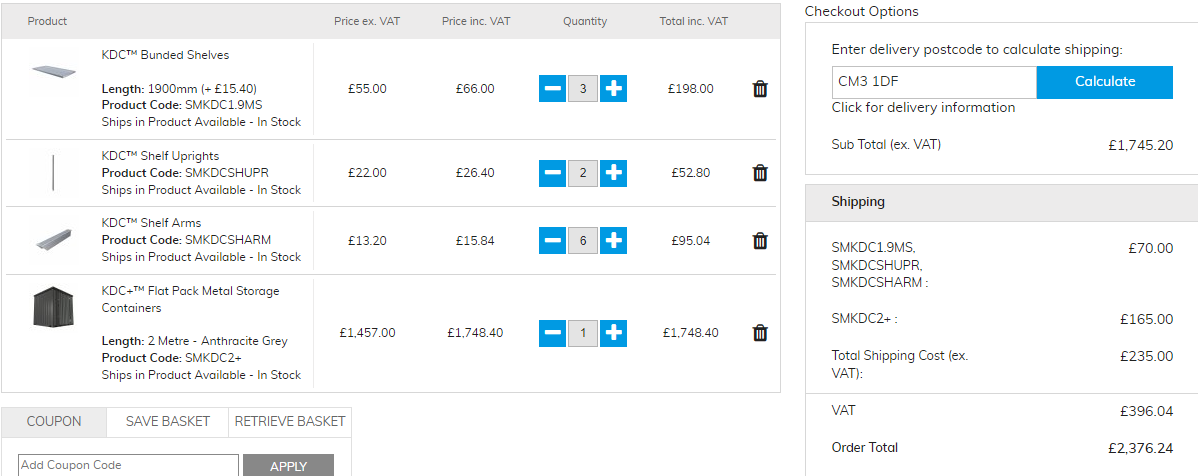 Product Price ex. VAT Price inc. VAT Quantity Total inc. VAT
KDC™ Bunded Shelves
Length: 1900mm (+ £15.40)
Product Code: SMKDC1.9MS
Ships in Product Available - In Stock
£55.00 £66.00 3 £198.00
KDC™ Shelf Uprights
Product Code: SMKDCSHUPR
Ships in Product Available - In Stock
£22.00 £26.40 2 £52.80
KDC™ Shelf Arms
Product Code: SMKDCSHARM
Ships in Product Available - In Stock
£13.20 £15.84 6 £95.04
KDC+™ Flat Pack Metal Storage
Containers
Length: 2 Metre - Anthracite Grey
Product Code: SMKDC2+
Ships in Product Available - In Stock
£1,457.00 £1,748.40 1 £1,748.40
COUPON SAVE BASKET RETRIEVE BASKET
Add Coupon Code APPLY
Checkout Options
Enter delivery postcode to calculate shipping:
CM3 1DF Calculate
Click for delivery information
Sub Total (ex. VAT) £1,745.20
Shipping
SMKDC1.9MS, £70.00
SMKDCSHUPR,
SMKDCSHARM :
SMKDC2+ : £165.00
Total Shipping Cost (ex. £235.00
VAT):
VAT £396.04
Order Total £2,376.24